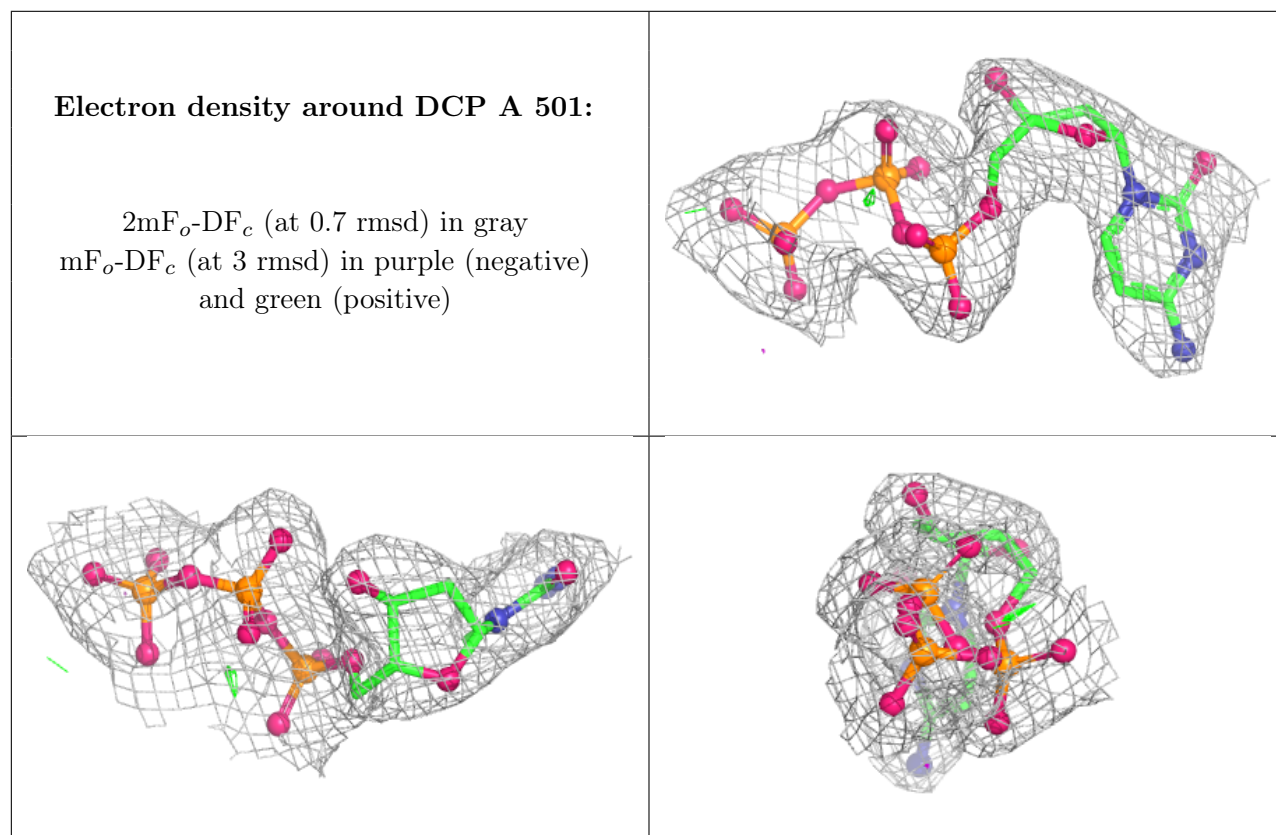 Electron density around DCP A 501:
2mFo-DFc (at 0.7 rmsd) in gray
mFo-DFc (at 3 rmsd) in purple (negative)
and green (positive)